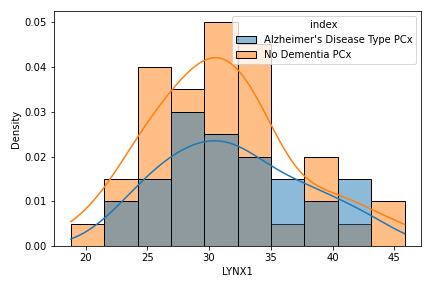 index
Alzheimer's Disease Type PCx
No Dementia PCx
Density
0.05
0.04
0.03
0.02
0.01
0.00
20 25 30 35 40 45
LYNX1